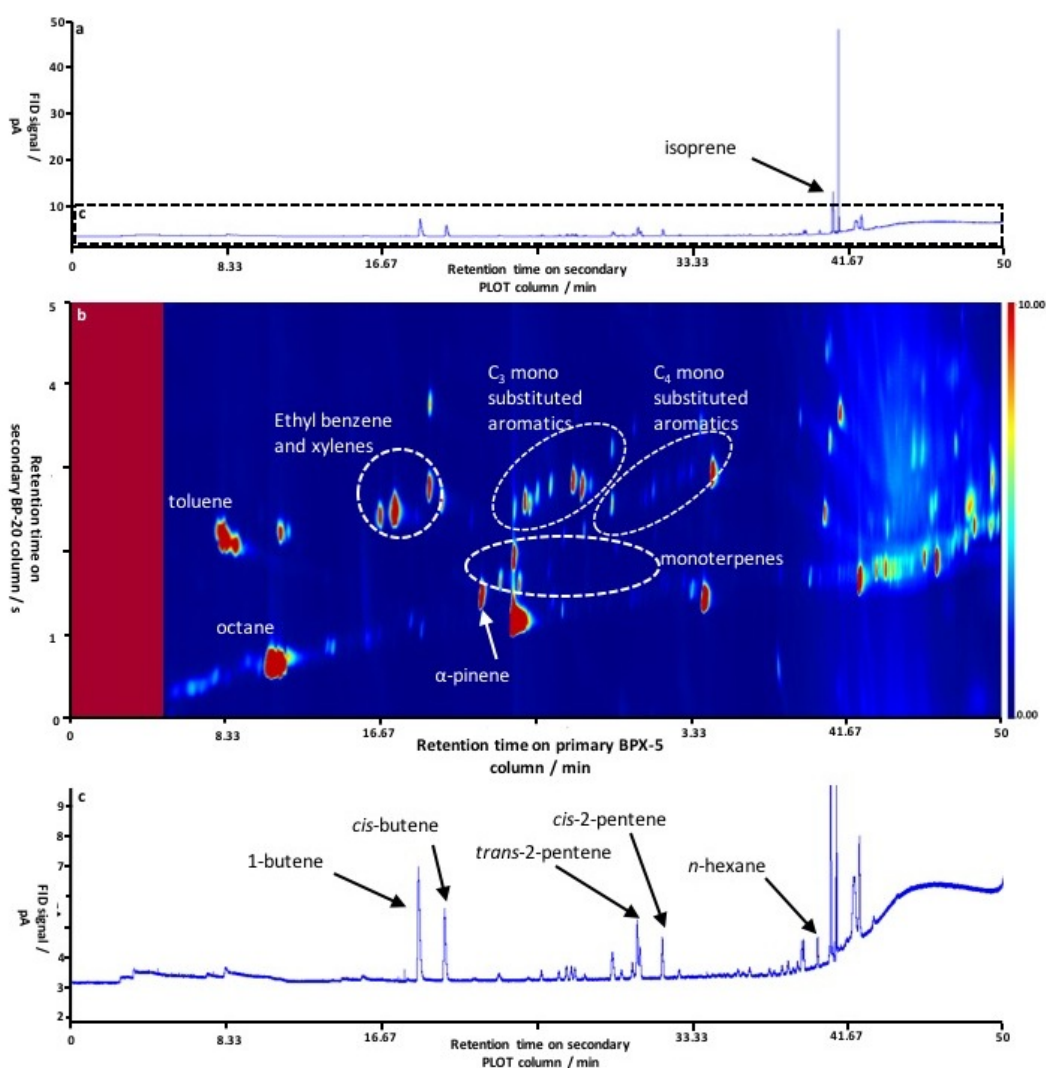 50
a
40
30
20
10
FID signal /
pA
isoprene
c
0
8.33
16.67
33.33
41.67
50
Retention time on secondary
PLOT column / min
5
b
4
1
0
Retention time on
secondary BP-20 column / s
C3 mono
substituted
aromatics
C4 mono
substituted
aromatics
Ethyl benzene
and xylenes
toluene
monoterpenes
octane
α-pinene
10.00
0.00
0
8.33
16.67
3.33
41.67
50
Retention time on primary BPX-5
column / min
c
9
8
7
4
3
2
FID signal /
pA
cis-butene
cis-2-pentene
1-butene
trans-2-pentene
n-hexane
0
8.33
16.67
33.33
41.67
50
Retention time on secondary
PLOT column / min